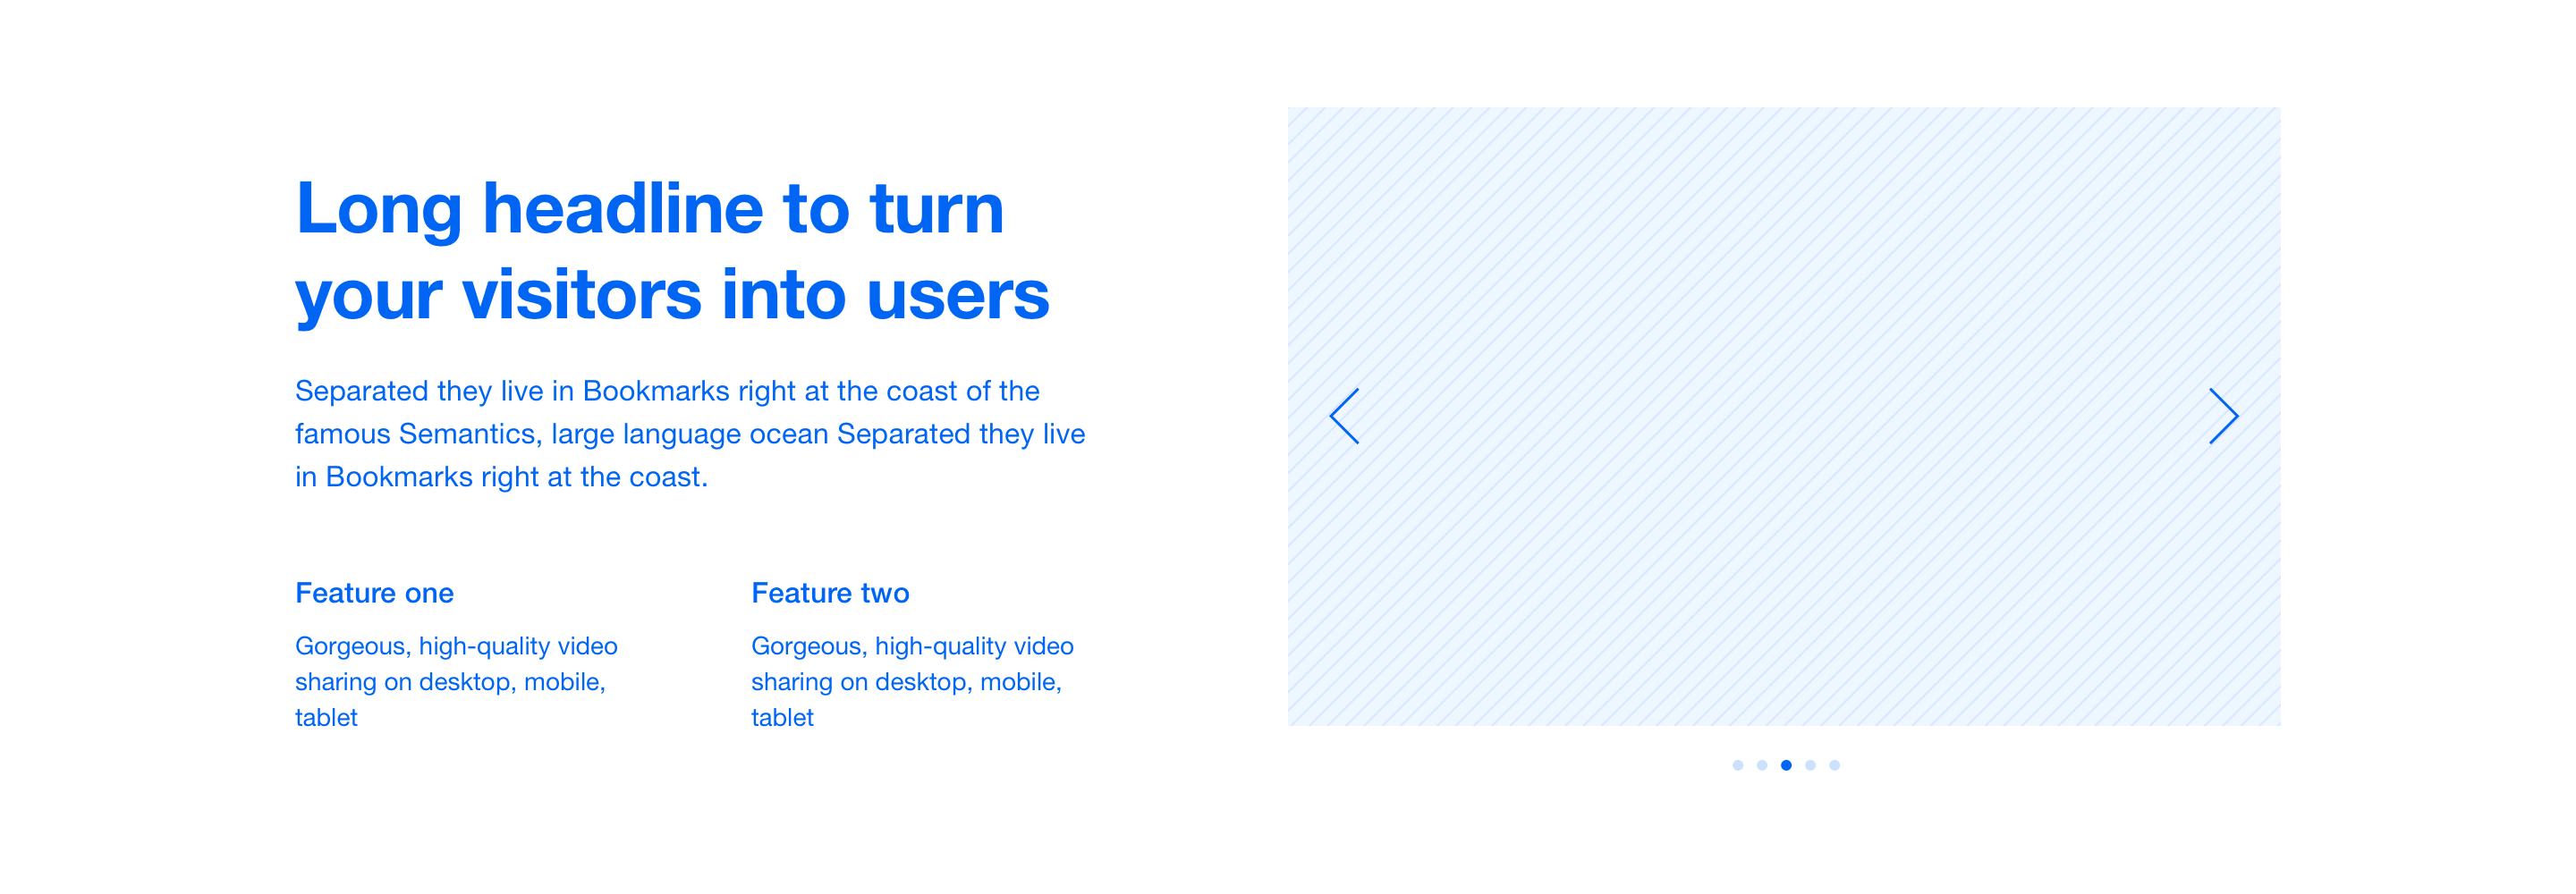 Long headline to turn
your visitors into users
Separated they live in Bookmarks right at the coast of the
famous Semantics, large language ocean Separated they live
in Bookmarks right at the coast.
Feature one
Gorgeous, high-quality video
sharing on desktop, mobile,
tablet
Feature two
Gorgeous, high-quality video
sharing on desktop, mobile,
tablet